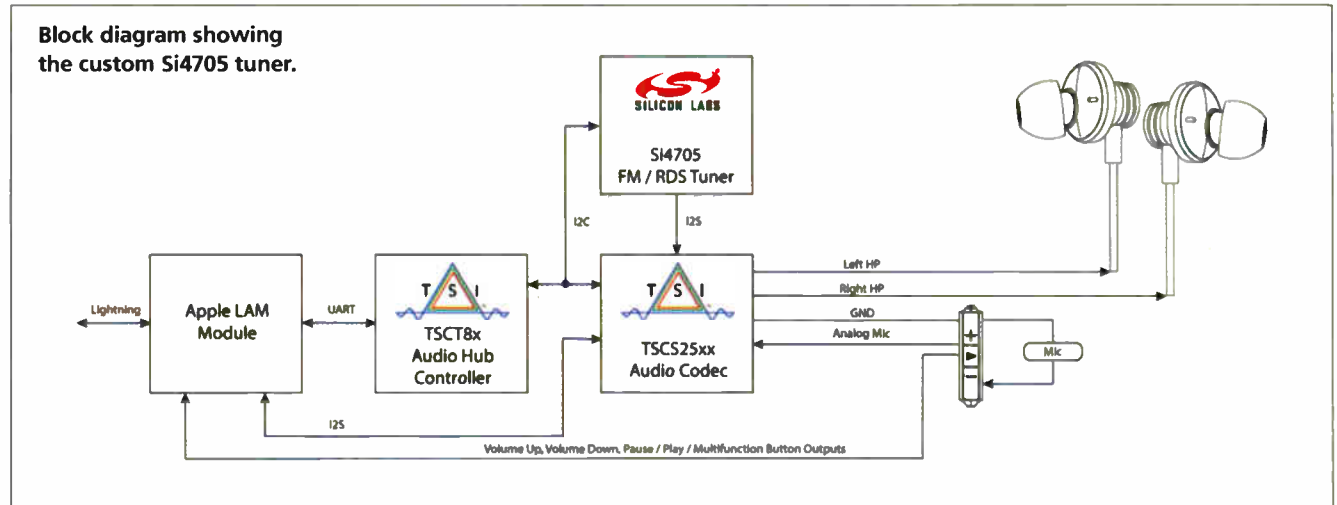 Block diagram showing
the custom Si4705 tuner.
SILICON LABS
Si4705
FM / RDS Tuner
I2C
I2S
Left HP
Right HP
GND
Analog Mic
Mic
+
−
Lightning
Apple LAM
Module
UART
T S I
TSCT8x
Audio Hub
Controller
T S I
TSCS25xx
Audio Codec
I2S
Volume Up, Volume Down, Pause / Play / Multifunction Button Outputs